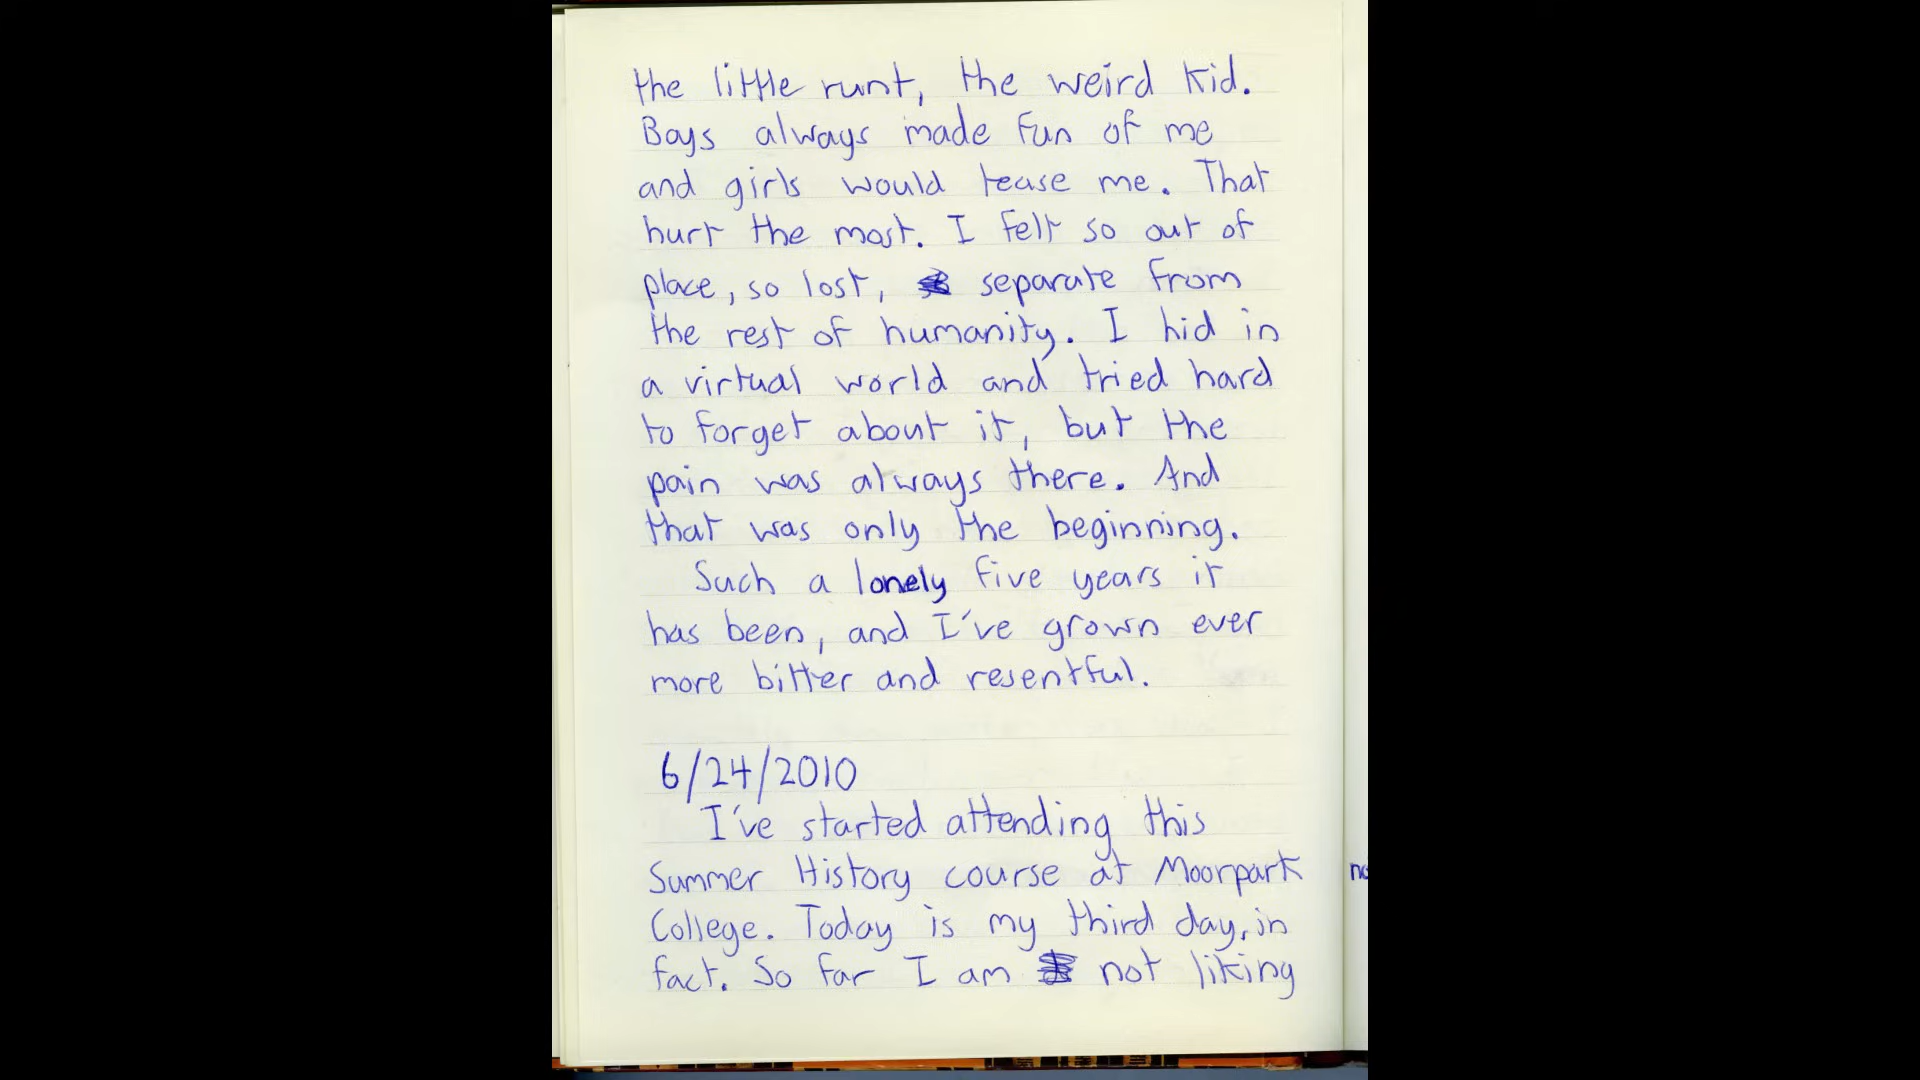 the little runt, the weird kid.
Boys always made fun of me
and girls would tease me. That
hurt the most. I felt so out of
place, so lost, separate from
the rest of humanity. I hid in
a virtual world and tried hard
to forget about it, but the
pain was always there. And
that was only the beginning.
Such a lonely five years it
has been, and I've grown ever
more bitter and resentful.
6/24/2010
I've started attending this
Summer History course at Moorpark
College. Today is my third day, in
fact. So far I am not liking